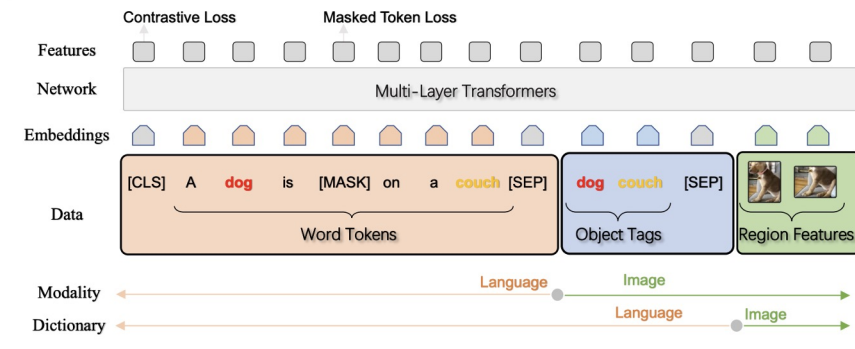 Contrastive Loss Masked Token Loss
Features
Network Multi-Layer Transformers
Embeddings
Data [CLS] A dog is [MASK] on a couch [SEP] dog couch [SEP]
Word Tokens Object Tags Region Features
Modality Language Image
Dictionary Language Image